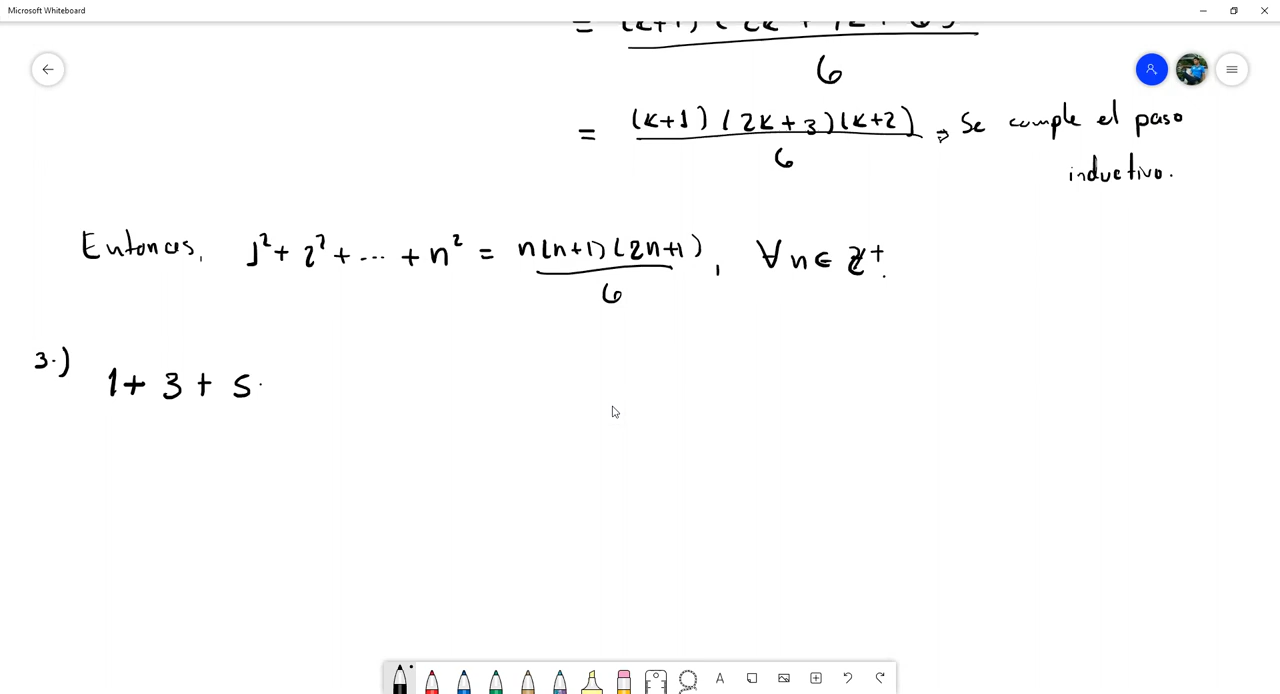 Microsoft Whiteboard
6
= (k+1)(2k+3)(k+2) / 6 ⇒ Se cumple el paso
inductivo.
Entonces, 1² + 2² + ... + n² = n(n+1)(2n+1) / 6, ∀ n ∈ Z⁺.
3.)
1 + 3 + 5 ·
A